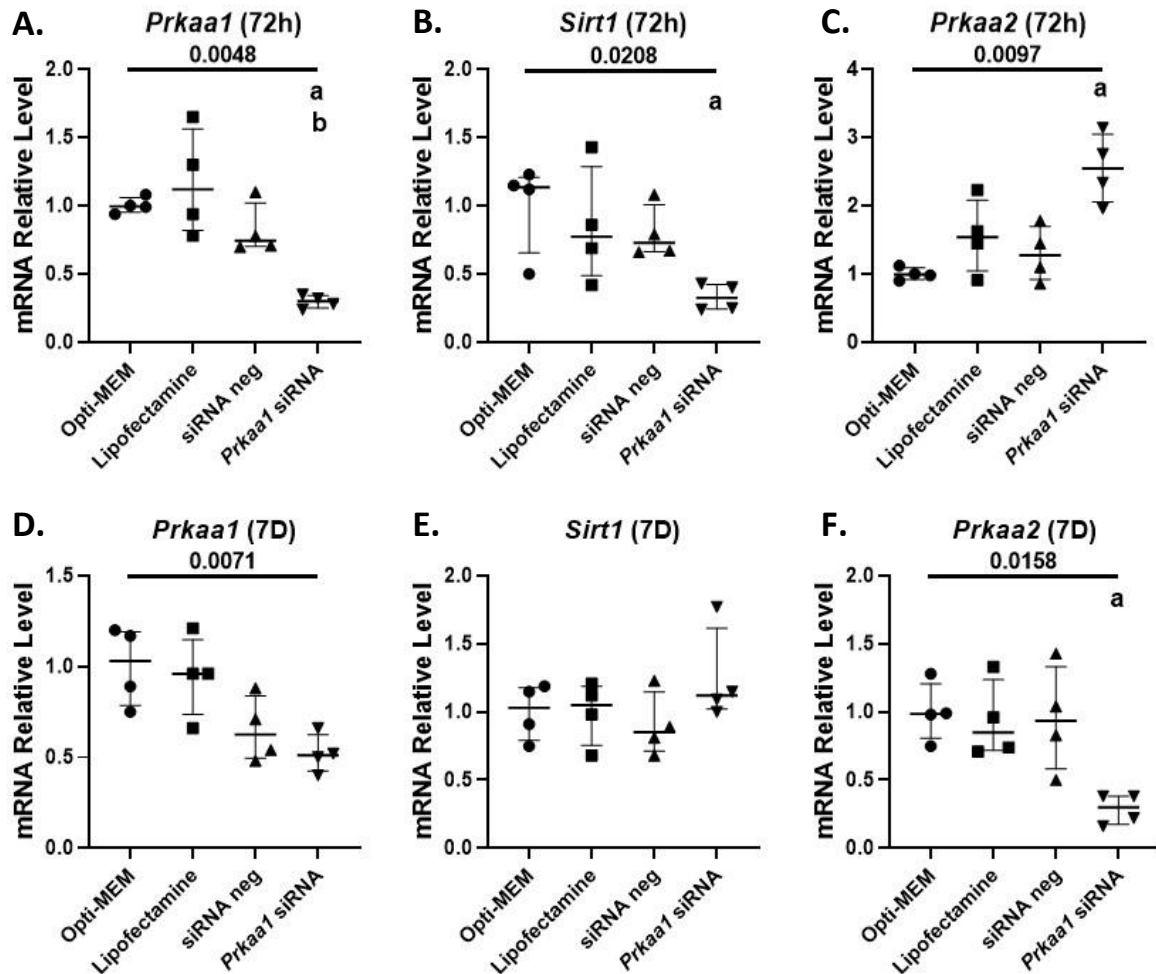 A.
Prkaa1 (72h)
0.0048
mRNA Relative Level
2.0
1.5
1.0
0.5
0.0
a
b
Opti-MEM
Lipofectamine
siRNA neg
Prkaa1 siRNA
B.
Sirt1 (72h)
0.0208
mRNA Relative Level
2.0
1.5
1.0
0.5
0.0
a
Opti-MEM
Lipofectamine
siRNA neg
Prkaa1 siRNA
C.
Prkaa2 (72h)
0.0097
mRNA Relative Level
4
3
2
1
0
a
Opti-MEM
Lipofectamine
siRNA neg
Prkaa1 siRNA
D.
Prkaa1 (7D)
0.0071
mRNA Relative Level
1.5
1.0
0.5
0.0
Opti-MEM
Lipofectamine
siRNA neg
Prkaa1 siRNA
E.
Sirt1 (7D)
mRNA Relative Level
2.0
1.5
1.0
0.5
0.0
Opti-MEM
Lipofectamine
siRNA neg
Prkaa1 siRNA
F.
Prkaa2 (7D)
0.0158
mRNA Relative Level
2.0
1.5
1.0
0.5
0.0
a
Opti-MEM
Lipofectamine
siRNA neg
Prkaa1 siRNA